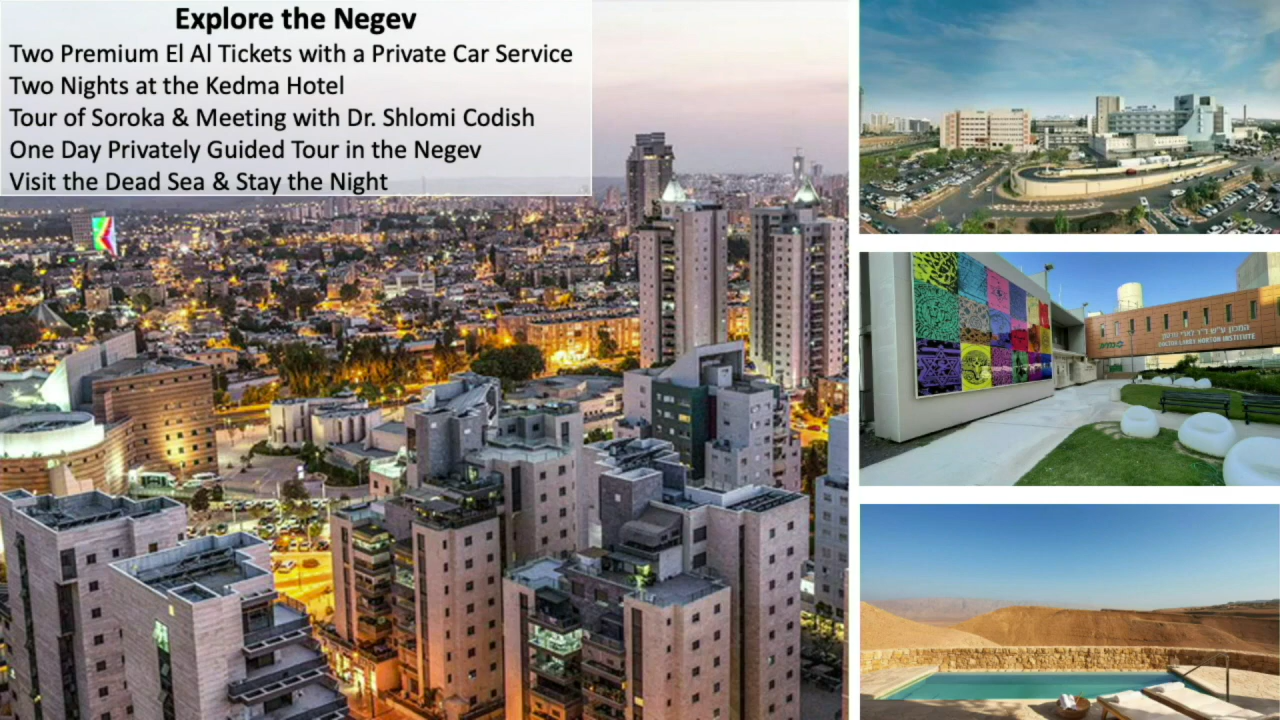 Explore the Negev
Two Premium El Al Tickets with a Private Car Service
Two Nights at the Kedma Hotel
Tour of Soroka & Meeting with Dr. Shlomi Codish
One Day Privately Guided Tour in the Negev
Visit the Dead Sea & Stay the Night